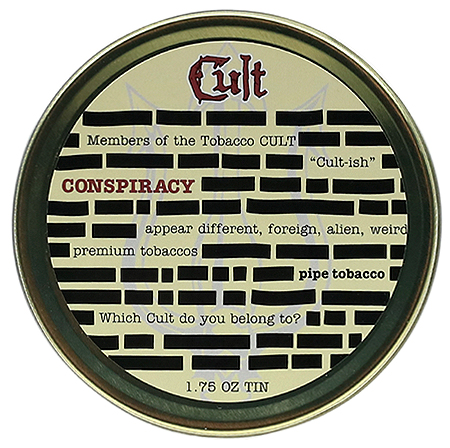 Cult
Members of the Tobacco CULT
"Cult-ish"
CONSPIRACY
appear different, foreign, alien, weird
premium tobaccos
pipe tobacco
Which Cult do you belong to?
1.75 OZ TIN